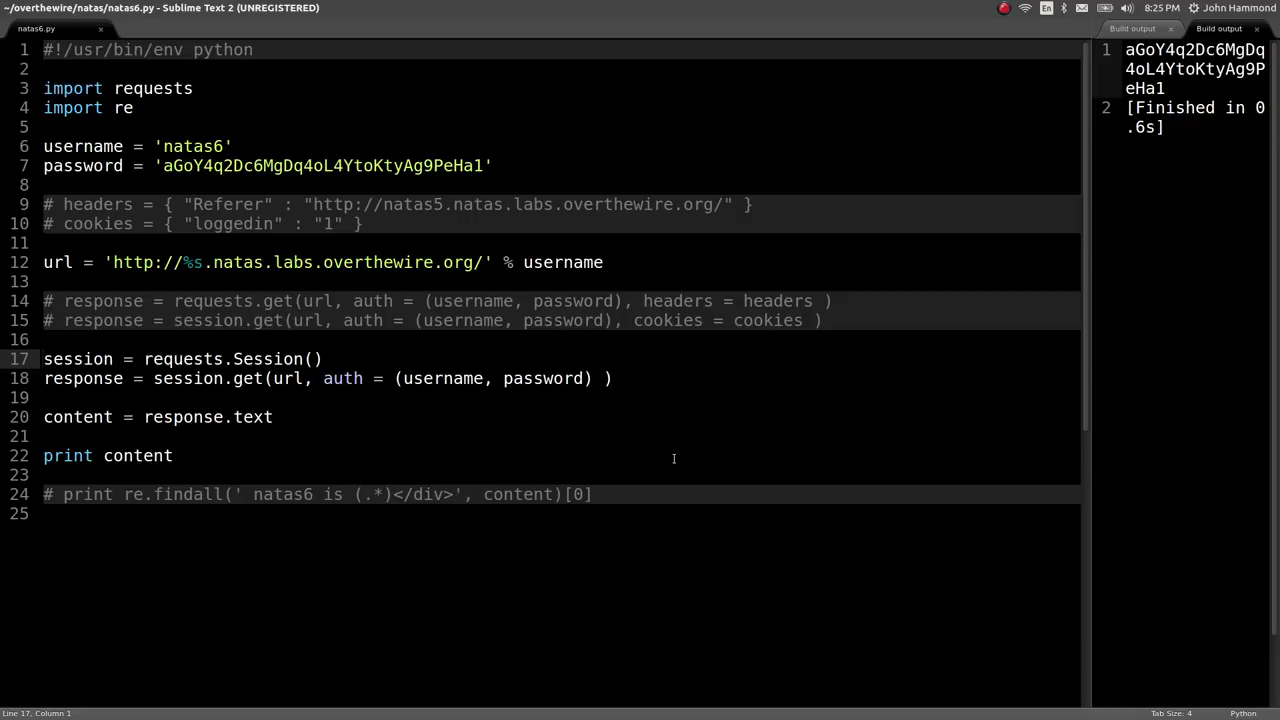 ~/overthewire/natas/natas6.py - Sublime Text 2 (UNREGISTERED)
En
8:25 PM
John Hammond
natas6.py
×
Build output
×
Build output
×
1 #!/usr/bin/env python
2
3 import requests
4 import re
5
6 username = 'natas6'
7 password = 'aGoY4q2Dc6MgDq4oL4YtoKtyAg9PeHa1'
8
9 # headers = { "Referer" : "http://natas5.natas.labs.overthewire.org/" }
10 # cookies = { "loggedin" : "1" }
11
12 url = 'http://%s.natas.labs.overthewire.org/' % username
13
14 # response = requests.get(url, auth = (username, password), headers = headers )
15 # response = session.get(url, auth = (username, password), cookies = cookies )
16
17 session = requests.Session()
18 response = session.get(url, auth = (username, password) )
19
20 content = response.text
21
22 print content
23
24 # print re.findall(' natas6 is (.*)</div>', content)[0]
25
1 aGoY4q2Dc6MgDq
4oL4YtoKtyAg9P
eHa1
2 [Finished in 0
.6s]
Line 17, Column 1
Tab Size: 4
Python